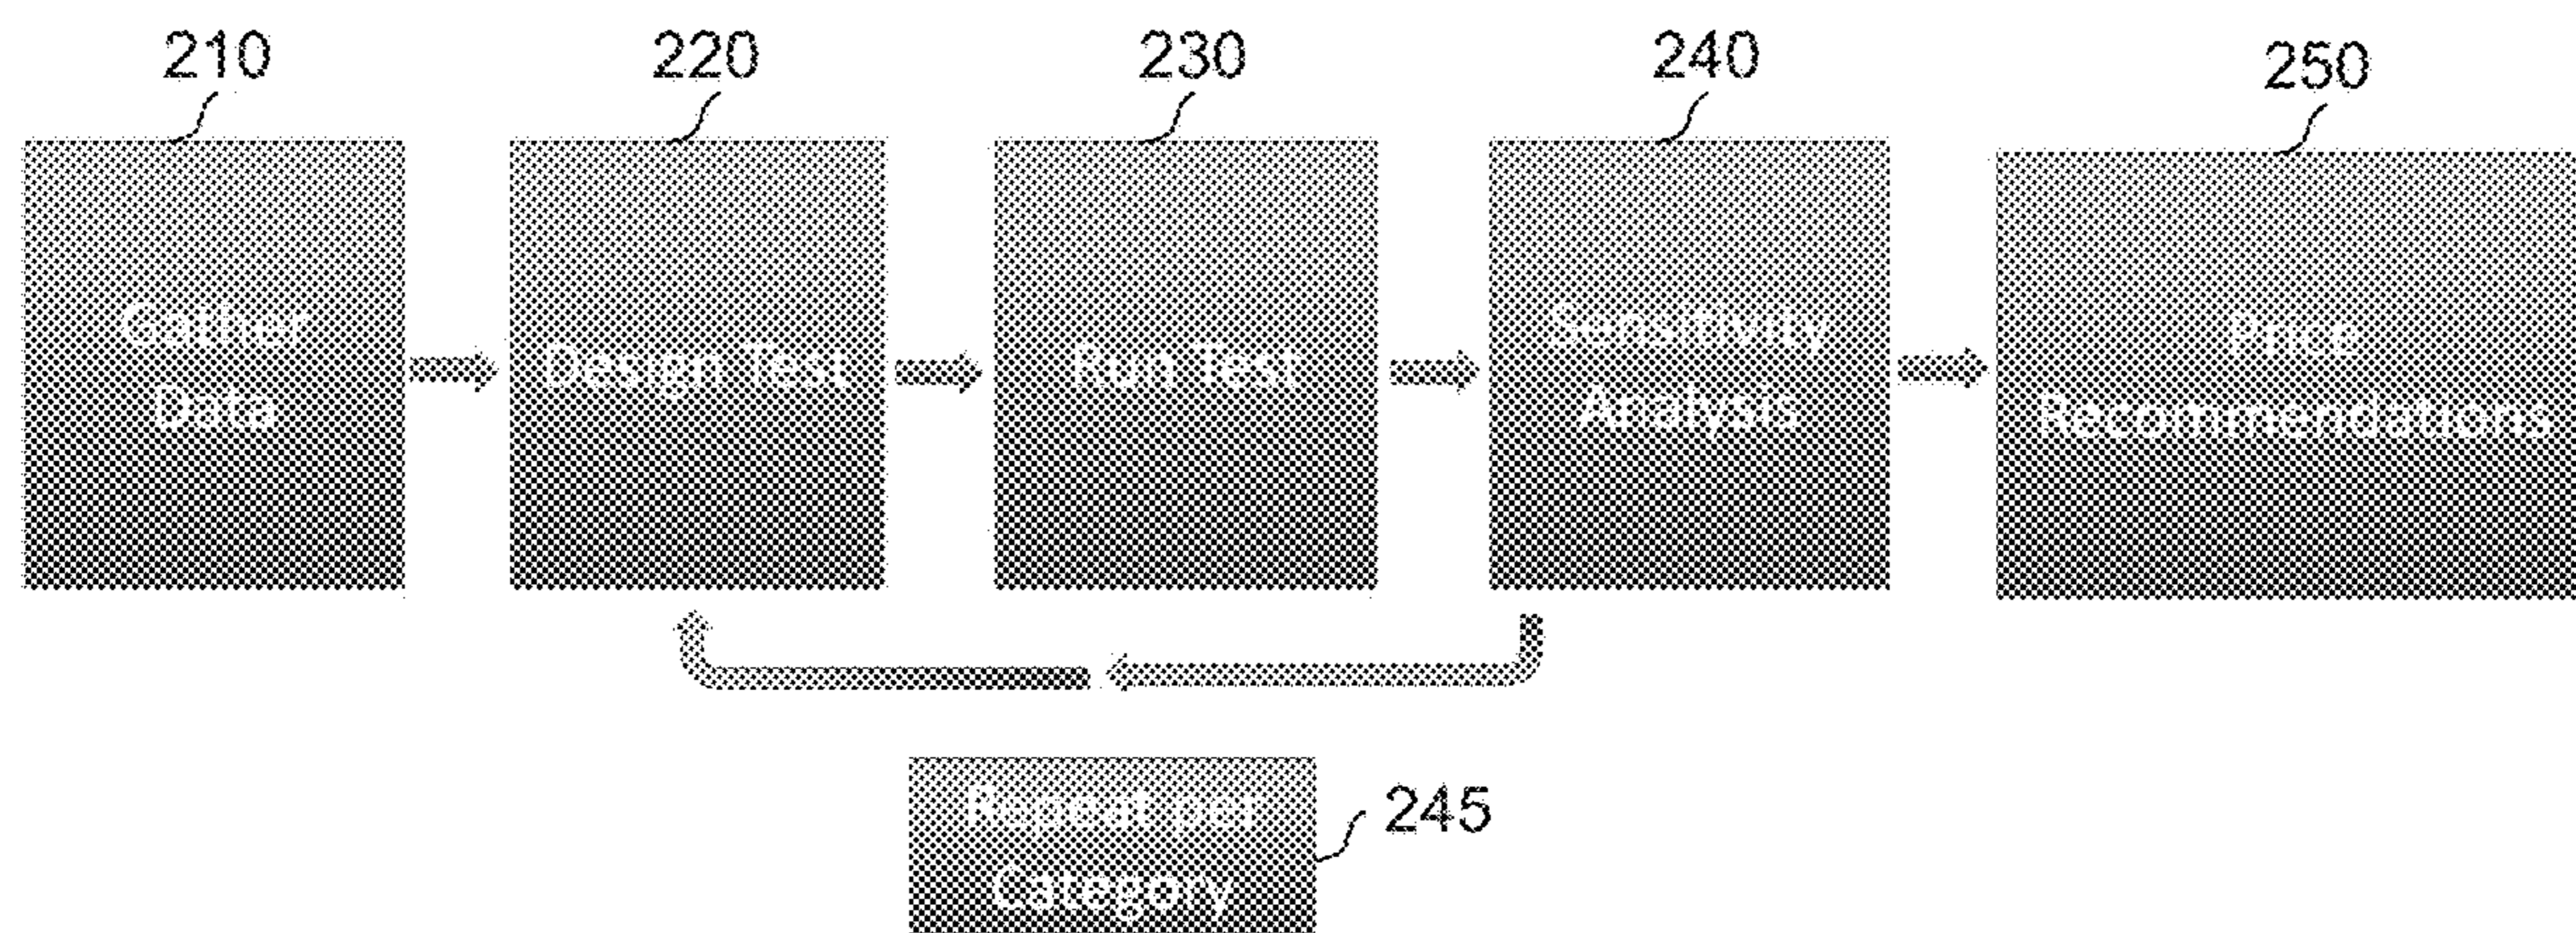 210
220
230
240
250
Gather
Data
Design Test
Run Test
Sensitivity
Analysis
Price
Recommendations
Repeat per
Category
245